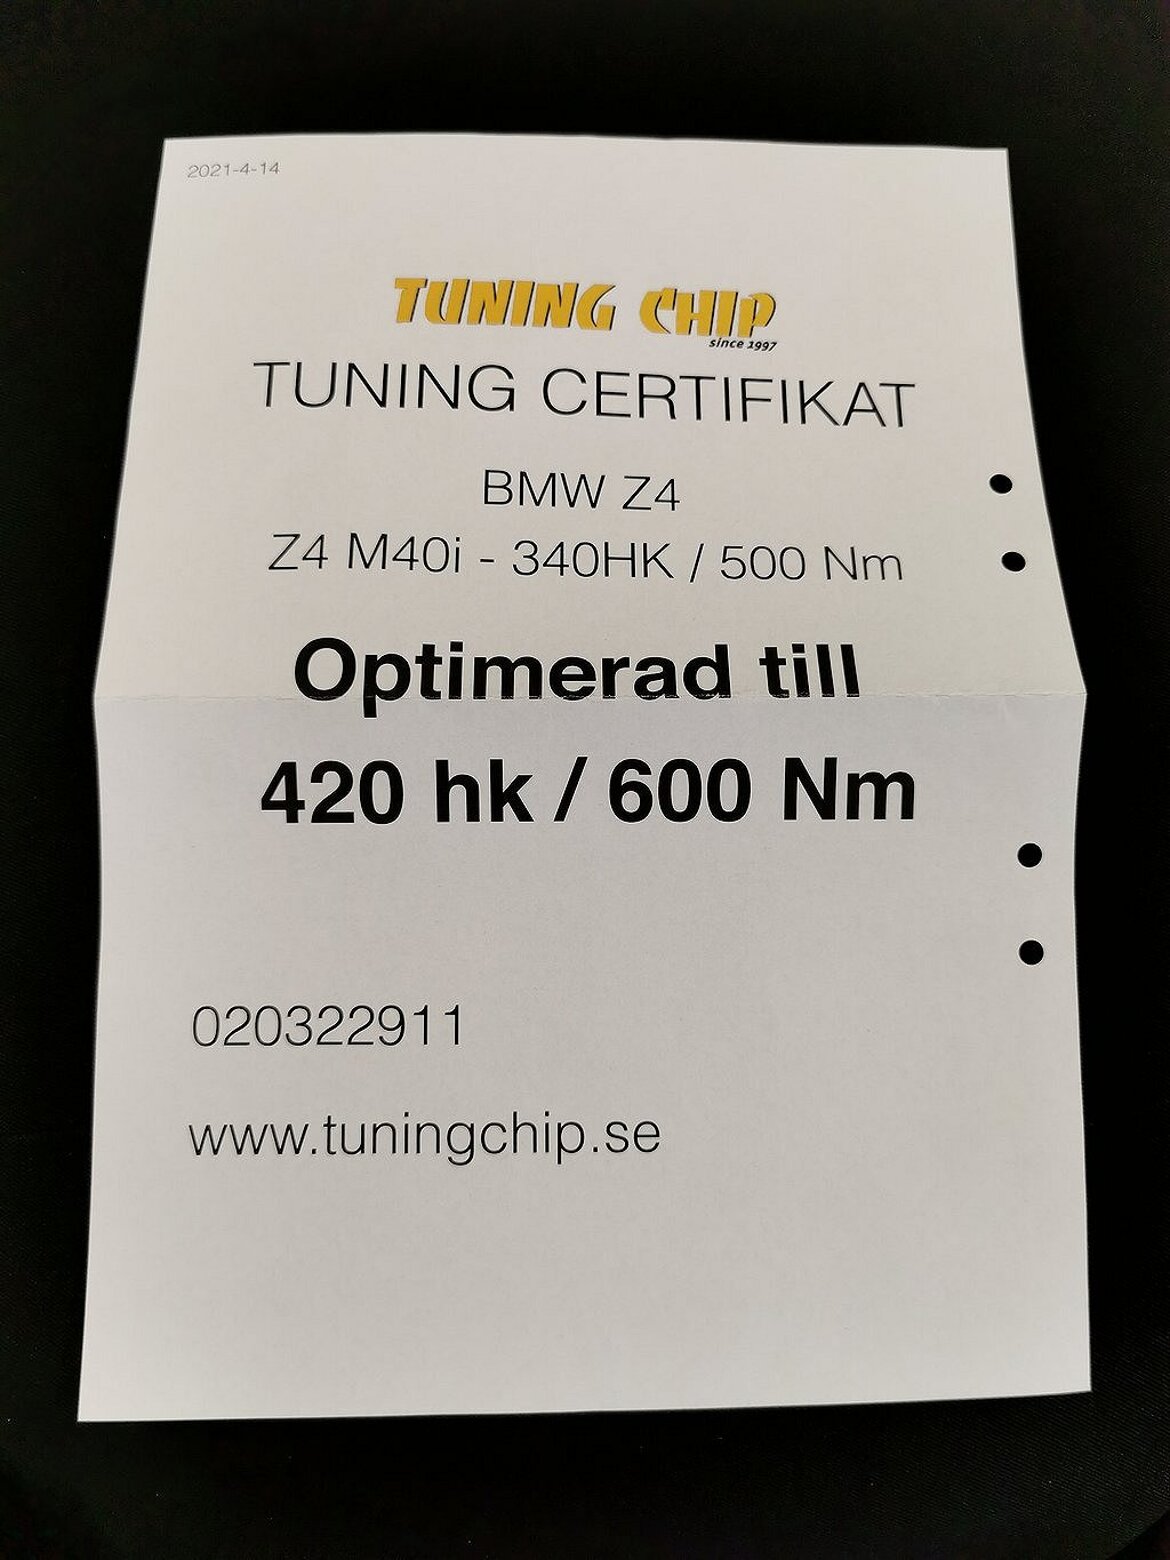 2021-4-14
TUNING CHIP
since 1997
TUNING CERTIFIKAT
BMW Z4
Z4 M40i - 340HK / 500 Nm
Optimerad till
420 hk / 600 Nm
020322911
www.tuningchip.se